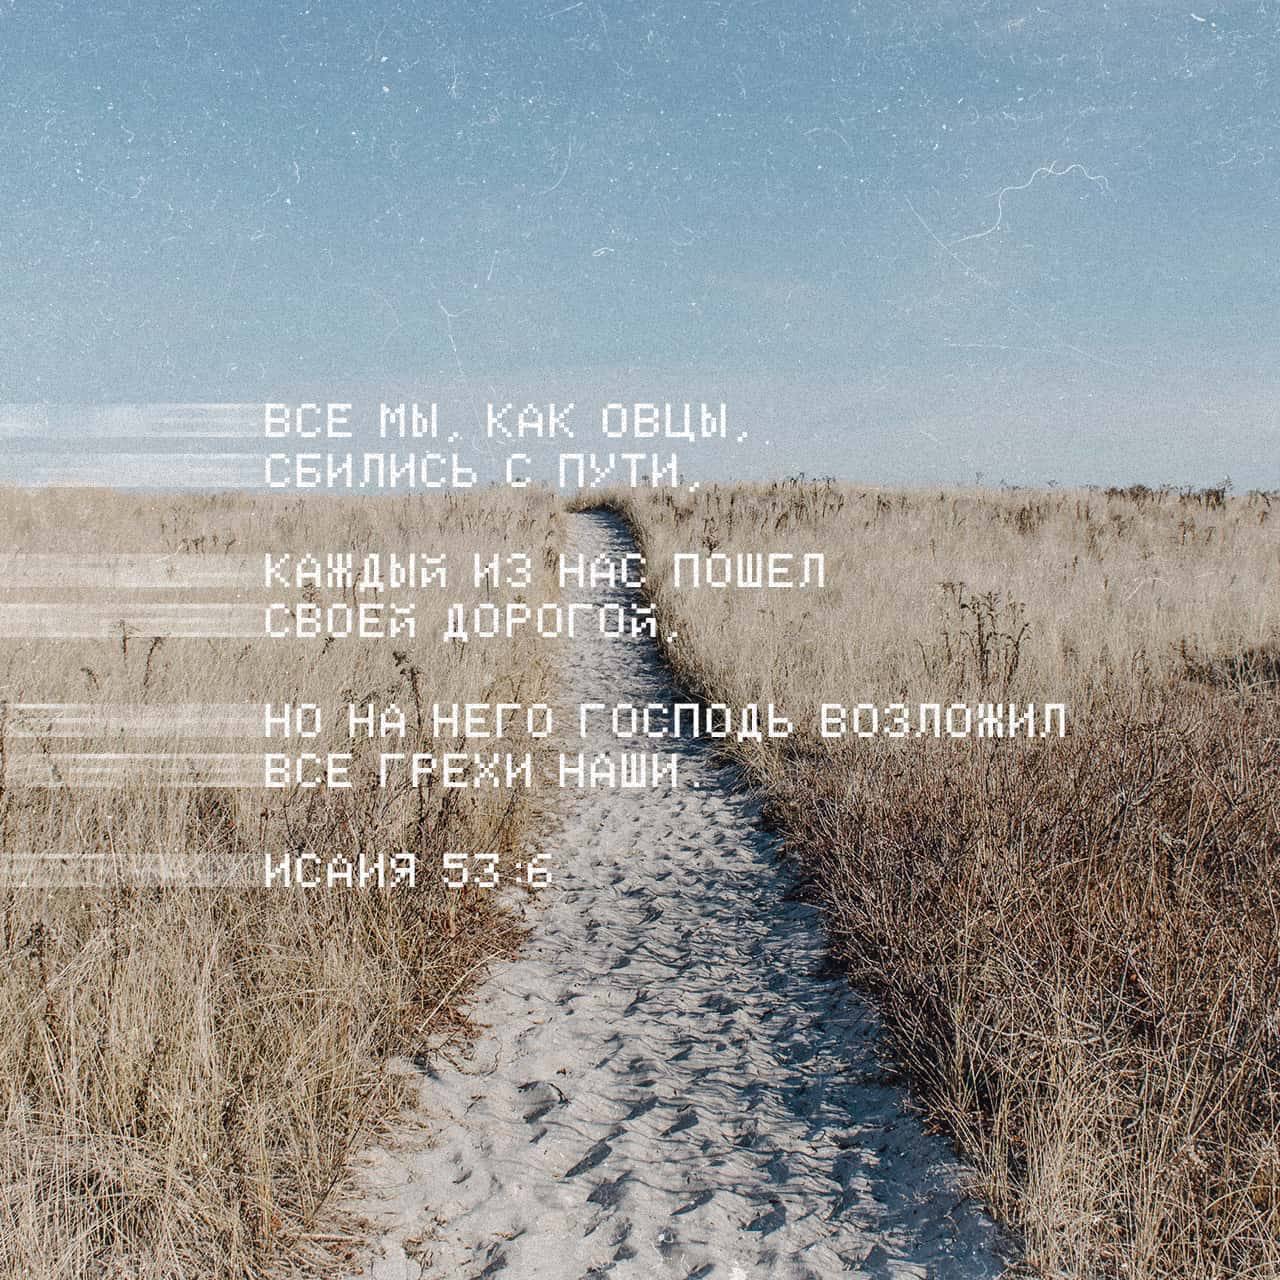 ВСЕ МЫ, КАК ОВЦЫ,
СБИЛИСЬ С ПУТИ,
КАЖДЫЙ ИЗ НАС ПОШЕЛ
СВОЕЙ ДОРОГОЙ,
НО НА НЕГО ГОСПОДЬ ВОЗЛОЖИЛ
ВСЕ ГРЕХИ НАШИ.
ИСАИЯ 53:6